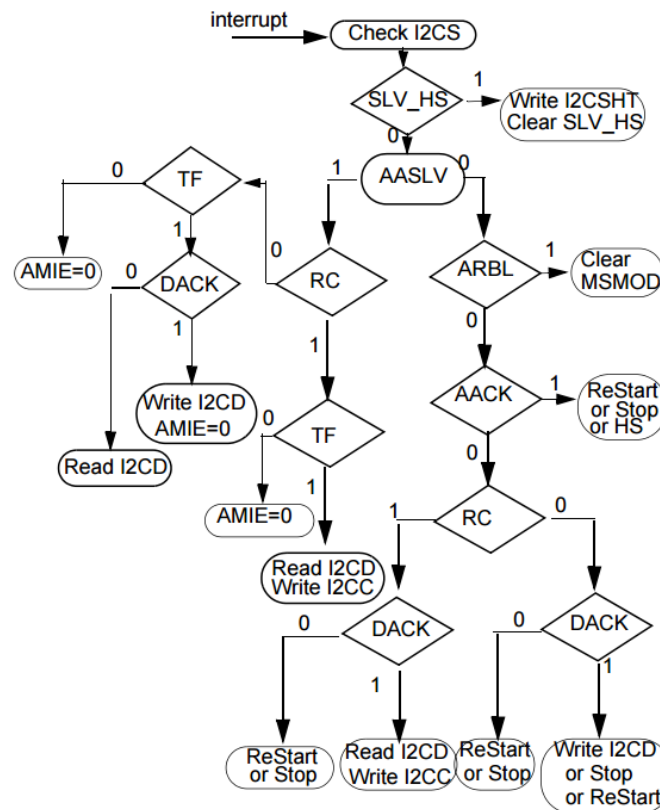 interrupt
Check I2CS
SLV_HS
1
Write I2CSHT
Clear SLV_HS
0
AASLV
1
0
TF
0
1
AMIE=0
DACK
0
1
Write I2CD
AMIE=0
Read I2CD
RC
0
1
TF
0
1
AMIE=0
Read I2CD
Write I2CC
ARBL
1
Clear
MSMOD
0
AACK
1
ReStart
or Stop
or HS
0
RC
1
0
DACK
0
1
ReStart
or Stop
Read I2CD
Write I2CC
DACK
0
1
ReStart
or Stop
Write I2CD
or Stop
or ReStart